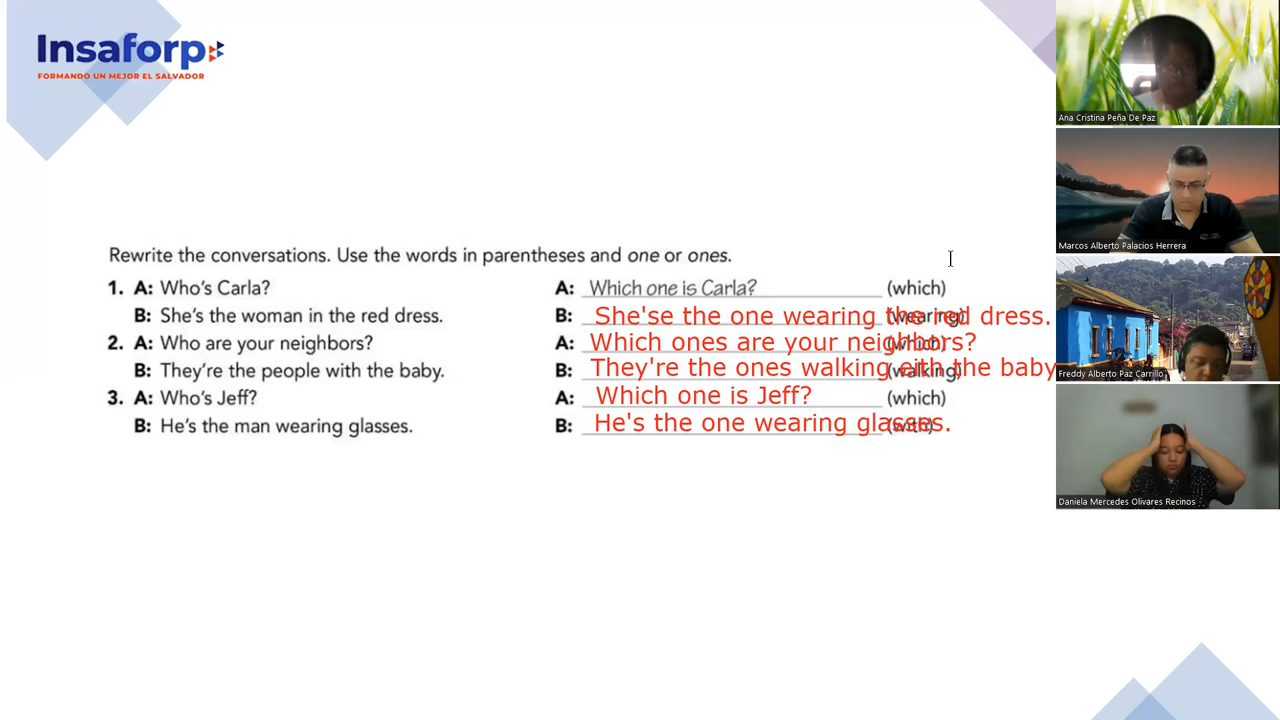 Insaforp
FORMANDO UN MEJOR EL SALVADOR
Rewrite the conversations. Use the words in parentheses and one or ones.
1. A: Who's Carla? A: Which one is Carla? (which)
B: She's the woman in the red dress. B: She'se the one wearing the red dress. (wearing)
2. A: Who are your neighbors? A: Which ones are your neighbors? (which)
B: They're the people with the baby. B: They're the ones walking eith the baby (walking)
3. A: Who's Jeff? A: Which one is Jeff? (which)
B: He's the man wearing glasses. B: He's the one wearing glasses. (with)
Ana Cristina Peña De Paz
Marcos Alberto Palacios Herrera
Freddy Alberto Paz Carrillo
Daniela Mercedes Olivares Recinos